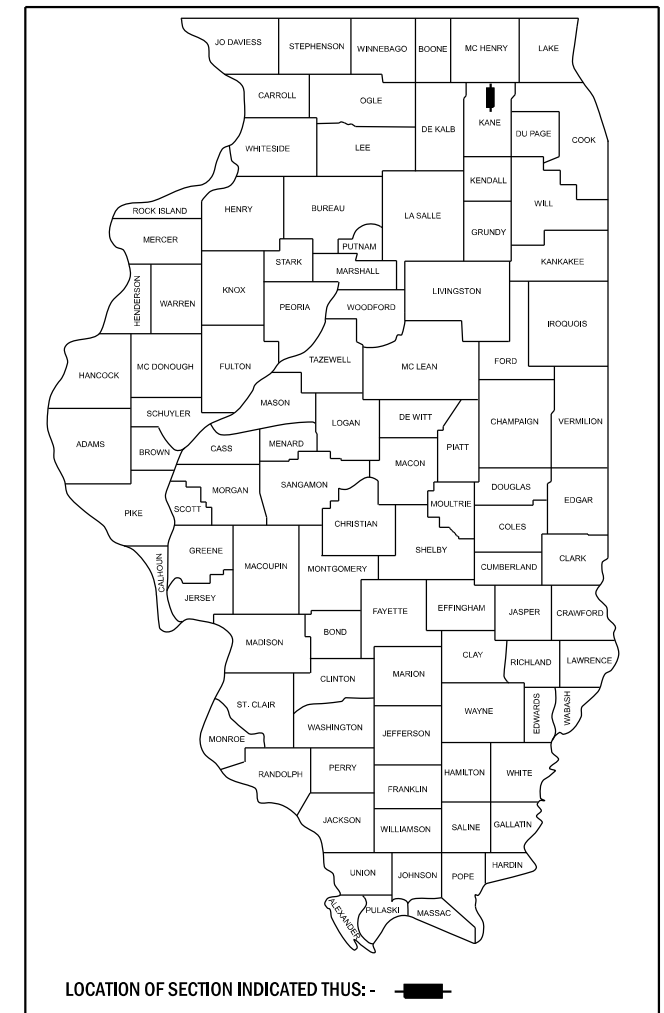 JO DAVIESS
STEPHENSON
WINNEBAGO
BOONE
MC HENRY
LAKE
CARROLL
OGLE
DE KALB
KANE
DU PAGE
COOK
WHITESIDE
LEE
KENDALL
WILL
ROCK ISLAND
HENRY
BUREAU
LA SALLE
GRUNDY
MERCER
PUTNAM
STARK
MARSHALL
KANKAKEE
HENDERSON
WARREN
KNOX
PEORIA
WOODFORD
LIVINGSTON
IROQUOIS
HANCOCK
MC DONOUGH
FULTON
TAZEWELL
MC LEAN
FORD
SCHUYLER
MASON
LOGAN
DE WITT
CHAMPAIGN
VERMILION
ADAMS
BROWN
CASS
MENARD
PIATT
MACON
PIKE
SCOTT
MORGAN
SANGAMON
CHRISTIAN
MOULTRIE
DOUGLAS
EDGAR
COLES
CALHOUN
GREENE
MACOUPIN
MONTGOMERY
SHELBY
CUMBERLAND
CLARK
JERSEY
FAYETTE
EFFINGHAM
JASPER
CRAWFORD
MADISON
BOND
CLAY
RICHLAND
LAWRENCE
CLINTON
MARION
ST. CLAIR
WAYNE
EDWARDS
WABASH
MONROE
WASHINGTON
JEFFERSON
RANDOLPH
PERRY
HAMILTON
WHITE
FRANKLIN
JACKSON
WILLIAMSON
SALINE
GALLATIN
UNION
JOHNSON
POPE
HARDIN
ALEXANDER
PULASKI
MASSAC
LOCATION OF SECTION INDICATED THUS: -